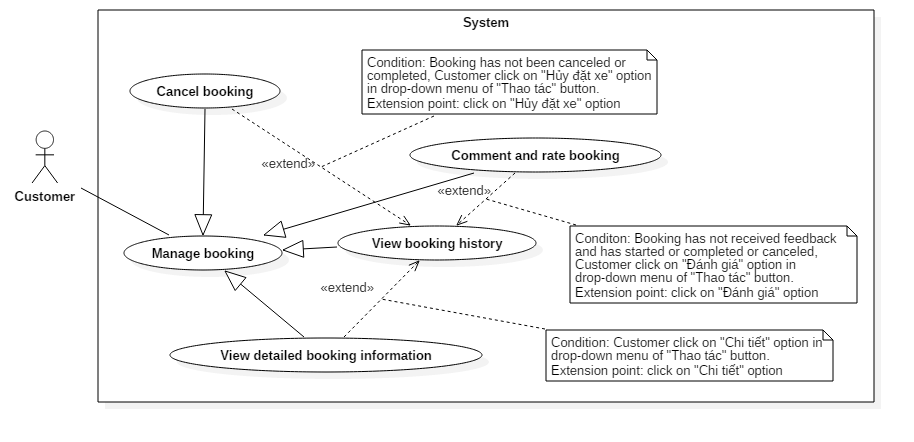 System
Condition: Booking has not been canceled or
completed, Customer click on "Hủy đặt xe" option
in drop-down menu of "Thao tác" button.
Extension point: click on "Hủy đặt xe" option
Cancel booking
«extend»
Comment and rate booking
«extend»
Customer
Manage booking
View booking history
Conditon: Booking has not received feedback
and has started or completed or canceled,
Customer click on "Đánh giá" option in
drop-down menu of "Thao tác" button.
Extension point: click on "Đánh giá" option
«extend»
View detailed booking information
Condition: Customer click on "Chi tiết" option in
drop-down menu of "Thao tác" button.
Extension point: click on "Chi tiết" option